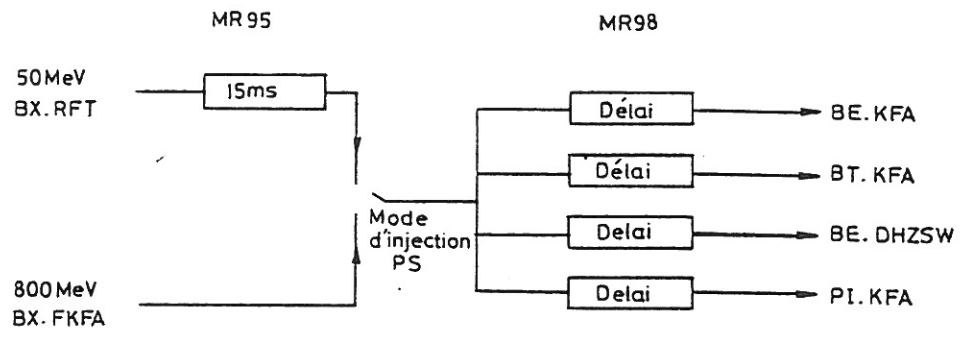 MR95
MR98
50MeV
BX.RFT
15ms
Délai
BE.KFA
Délai
BT.KFA
Mode
d'injection
PS
Delai
BE.DHZSW
800MeV
BX.FKFA
Delai
PI.KFA